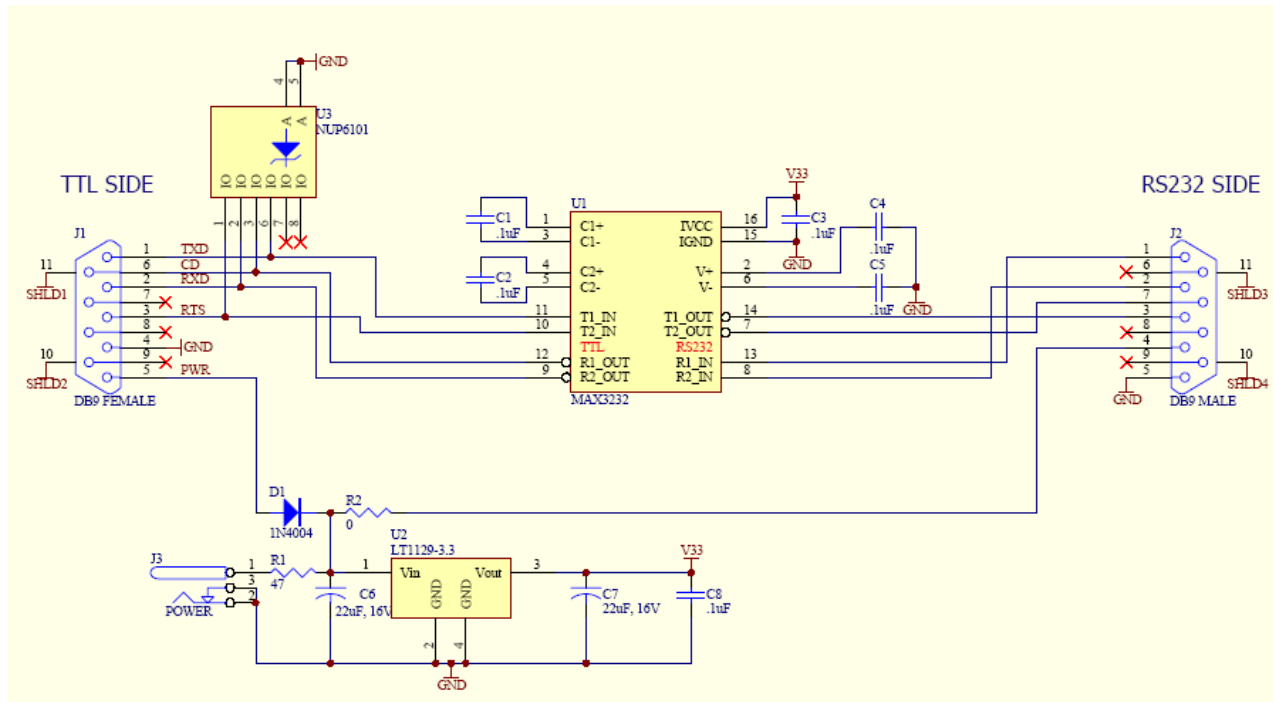 GND
4
5
A
A
U3
NUP6101
IO
IO
IO
IO
IO
IO
1
2
3
6
7
8
TTL SIDE
J1
1
6
2
7
3
8
4
9
5
11
SHLD1
10
SHLD2
TXD
CD
RXD
RTS
GND
PWR
DB9 FEMALE
C1
.1uF
C2
.1uF
U1
1
3
4
5
11
10
12
9
C1+
C1-
C2+
C2-
T1_IN
T2_IN
TTL
R1_OUT
R2_OUT
IVCC
IGND
V+
V-
T1_OUT
T2_OUT
RS232
R1_IN
R2_IN
16
15
2
6
14
7
13
8
MAX3232
V33
C3
.1uF
GND
C4
.1uF
C5
.1uF
GND
RS232 SIDE
J2
1
6
2
7
3
8
4
9
5
GND
11
SHLD3
10
SHLD4
DB9 MALE
D1
1N4004
R2
0
J3
1
3
2
POWER
R1
47
C6
22uF, 16V
U2
LT1129-3.3
1
Vin
Vout
GND
GND
3
2
4
GND
C7
22uF, 16V
V33
C8
.1uF